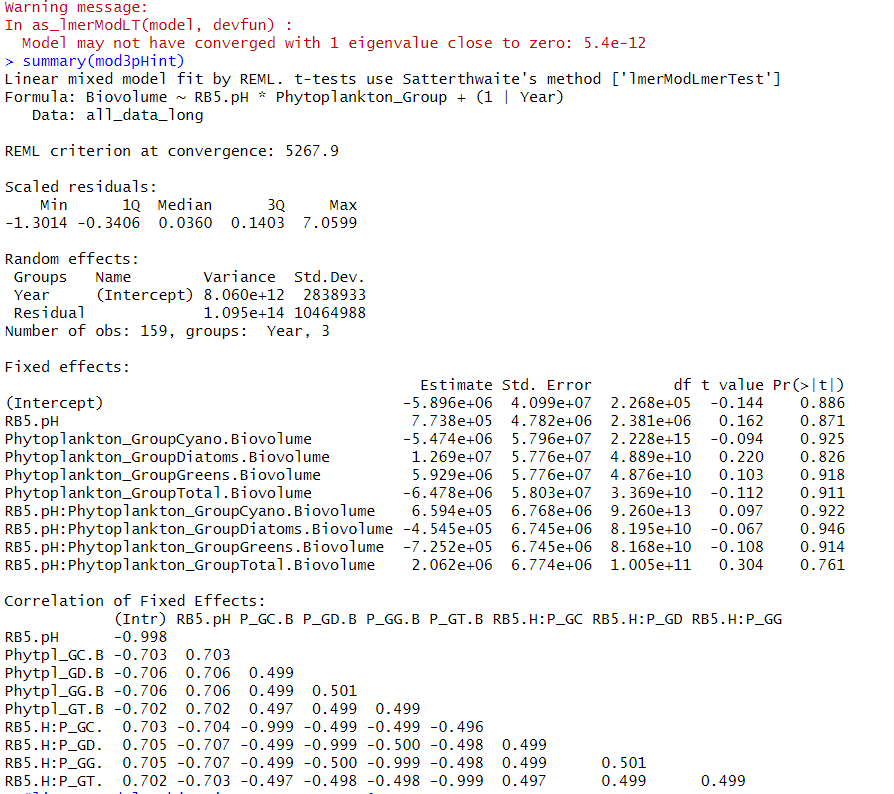 Warning message:
In as_lmerModLT(model, devfun) :
  Model may not have converged with 1 eigenvalue close to zero: 5.4e-12
> summary(mod3pHint)
Linear mixed model fit by REML. t-tests use Satterthwaite's method ['lmerModLmerTest']
Formula: Biovolume ~ RB5.pH * Phytoplankton_Group + (1 | Year)
   Data: all_data_long

REML criterion at convergence: 5267.9

Scaled residuals:
    Min      1Q  Median      3Q     Max
-1.3014 -0.3406  0.0360  0.1403  7.0599

Random effects:
 Groups   Name        Variance  Std.Dev.
 Year     (Intercept) 8.060e+12  2838933
 Residual             1.095e+14 10464988
Number of obs: 159, groups:  Year, 3

Fixed effects:
                                              Estimate Std. Error         df t value Pr(>|t|)
(Intercept)                                 -5.896e+06  4.099e+07  2.268e+05  -0.144    0.886
RB5.pH                                       7.738e+05  4.782e+06  2.381e+06   0.162    0.871
Phytoplankton_GroupCyano.Biovolume          -5.474e+06  5.796e+07  2.228e+15  -0.094    0.925
Phytoplankton_GroupDiatoms.Biovolume         1.269e+07  5.776e+07  4.889e+10   0.220    0.826
Phytoplankton_GroupGreens.Biovolume          5.929e+06  5.776e+07  4.876e+10   0.103    0.918
Phytoplankton_GroupTotal.Biovolume          -6.478e+06  5.803e+07  3.369e+10  -0.112    0.911
RB5.pH:Phytoplankton_GroupCyano.Biovolume    6.594e+05  6.768e+06  9.260e+13   0.097    0.922
RB5.pH:Phytoplankton_GroupDiatoms.Biovolume -4.545e+05  6.745e+06  8.195e+10  -0.067    0.946
RB5.pH:Phytoplankton_GroupGreens.Biovolume  -7.252e+05  6.745e+06  8.168e+10  -0.108    0.914
RB5.pH:Phytoplankton_GroupTotal.Biovolume    2.062e+06  6.774e+06  1.005e+11   0.304    0.761

Correlation of Fixed Effects:
            (Intr) RB5.pH P_GC.B P_GD.B P_GG.B P_GT.B RB5.H:P_GC RB5.H:P_GD RB5.H:P_GG
RB5.pH      -0.998
Phytpl_GC.B -0.703  0.703
Phytpl_GD.B -0.706  0.706  0.499
Phytpl_GG.B -0.706  0.706  0.499  0.501
Phytpl_GT.B -0.702  0.702  0.497  0.499  0.499
RB5.H:P_GC.  0.703 -0.704 -0.999 -0.499 -0.499 -0.496
RB5.H:P_GD.  0.705 -0.707 -0.499 -0.999 -0.500 -0.498  0.499
RB5.H:P_GG.  0.705 -0.707 -0.499 -0.500 -0.999 -0.498  0.499      0.501
RB5.H:P_GT.  0.702 -0.703 -0.497 -0.498 -0.498 -0.999  0.497      0.499      0.499